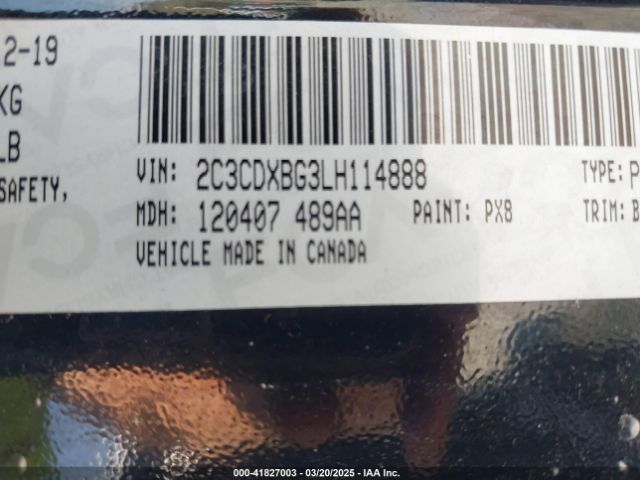 2-19
KG
LB
SAFETY,
VIN: 2C3CDXBG3LH114888 TYPE: P
MDH: 120407 489AA PAINT: PX8 TRIM: B
VEHICLE MADE IN CANADA
000-41827003 — 03/20/2025 — IAA Inc.